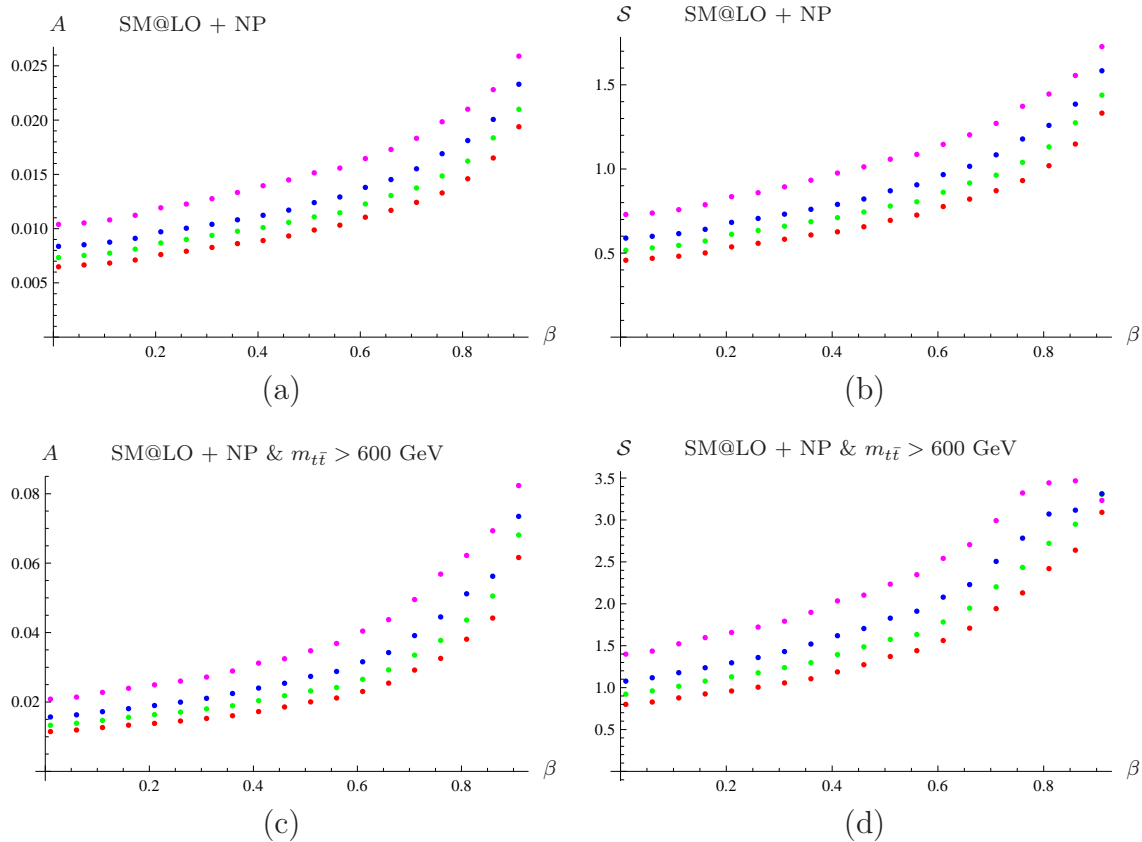 A SM@LO + NP
0.025
0.020
0.015
0.010
0.005
0.2 0.4 0.6 0.8 β
(a)
𝒮 SM@LO + NP
1.5
1.0
0.5
0.2 0.4 0.6 0.8 β
(b)
A SM@LO + NP & m_{tt̄} > 600 GeV
0.08
0.06
0.04
0.02
0.2 0.4 0.6 0.8 β
(c)
𝒮 SM@LO + NP & m_{tt̄} > 600 GeV
3.5
3.0
2.5
2.0
1.5
1.0
0.5
0.2 0.4 0.6 0.8 β
(d)